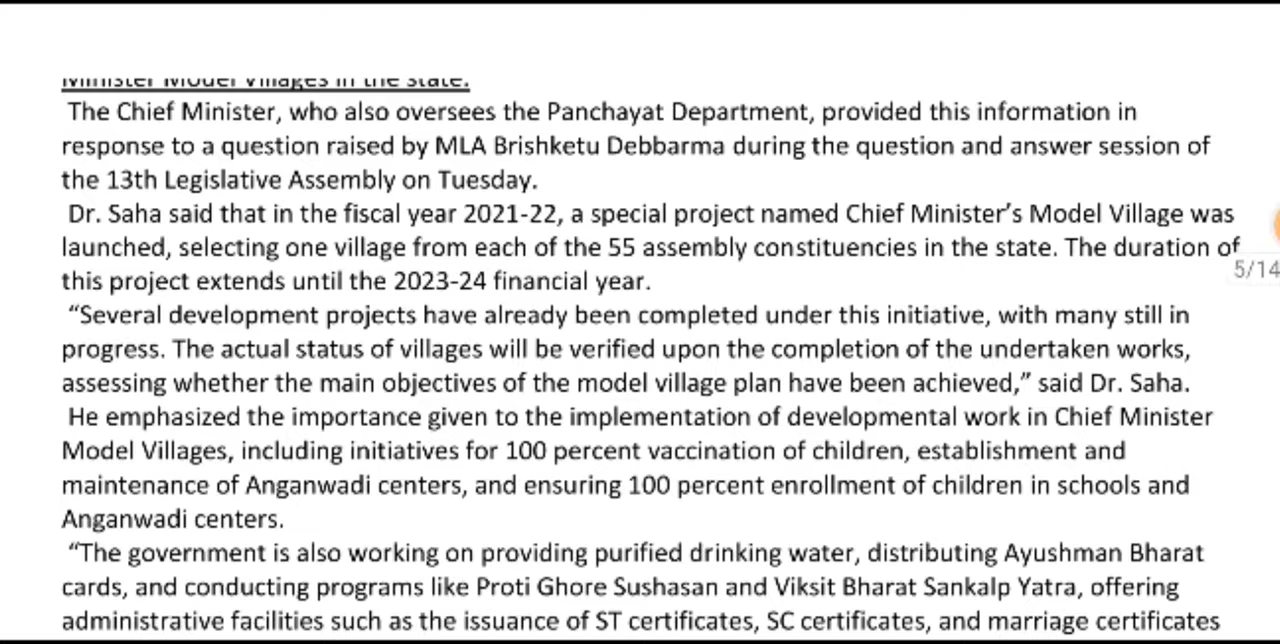 Minister Model Villages in the state.
The Chief Minister, who also oversees the Panchayat Department, provided this information in
response to a question raised by MLA Brishketu Debbarma during the question and answer session of
the 13th Legislative Assembly on Tuesday.
Dr. Saha said that in the fiscal year 2021-22, a special project named Chief Minister’s Model Village was
launched, selecting one village from each of the 55 assembly constituencies in the state. The duration of
this project extends until the 2023-24 financial year.
5/14
“Several development projects have already been completed under this initiative, with many still in
progress. The actual status of villages will be verified upon the completion of the undertaken works,
assessing whether the main objectives of the model village plan have been achieved,” said Dr. Saha.
He emphasized the importance given to the implementation of developmental work in Chief Minister
Model Villages, including initiatives for 100 percent vaccination of children, establishment and
maintenance of Anganwadi centers, and ensuring 100 percent enrollment of children in schools and
Anganwadi centers.
“The government is also working on providing purified drinking water, distributing Ayushman Bharat
cards, and conducting programs like Proti Ghore Sushasan and Viksit Bharat Sankalp Yatra, offering
administrative facilities such as the issuance of ST certificates, SC certificates, and marriage certificates